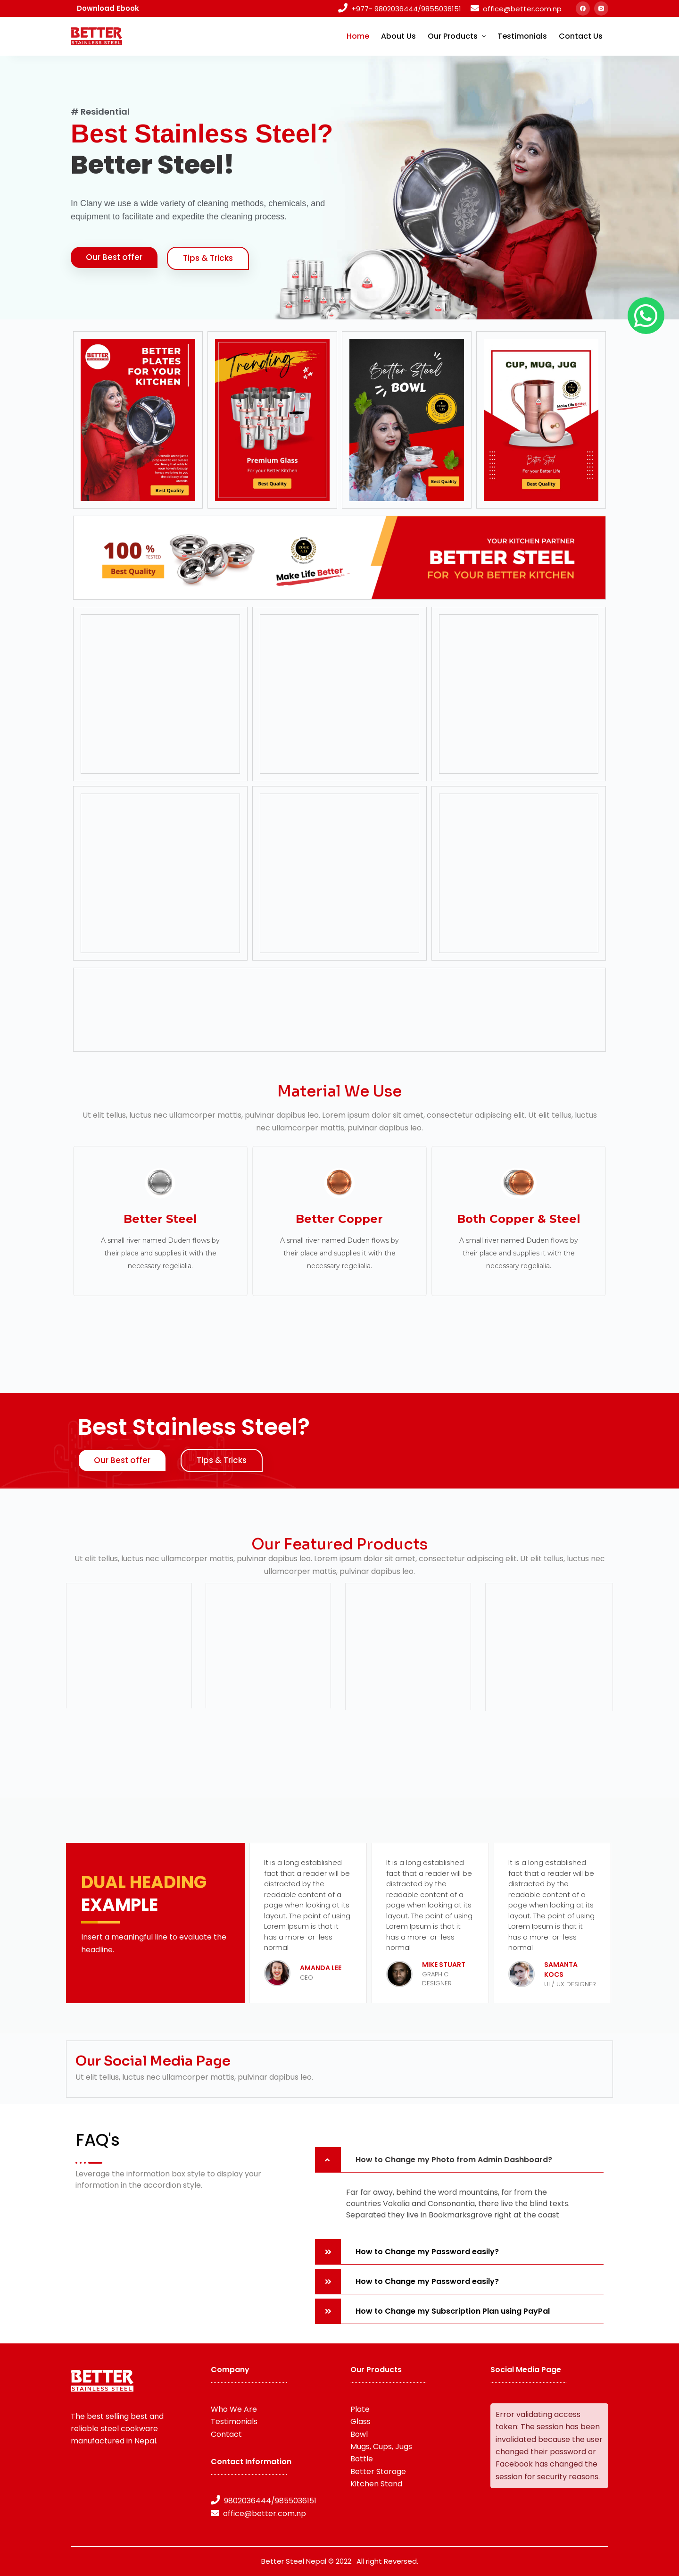 Download Ebook
+977- 9802036444/9855036151
office@better.com.np
BETTER
STAINLESS STEEL
Home
About Us
Our Products
Testimonials
Contact Us
# Residential
Best Stainless Steel?
Better Steel!
In Clany we use a wide variety of cleaning methods, chemicals, and
equipment to facilitate and expedite the cleaning process.
Our Best offer
Tips & Tricks
BETTER
BETTER
PLATES
FOR YOUR
KITCHEN
Best Quality
Trending
Premium Glass
For your Better Kitchen
Best Quality
Better Steel
BOWL
Best Quality
CUP, MUG, JUG
Make Life Better
Better Steel
For your Better Life
Best Quality
100 %
TESTED
Best Quality
Make Life Better
YOUR KITCHEN PARTNER
BETTER STEEL
FOR YOUR BETTER KITCHEN
Material We Use
Ut elit tellus, luctus nec ullamcorper mattis, pulvinar dapibus leo. Lorem ipsum dolor sit amet, consectetur adipiscing elit. Ut elit tellus, luctus
nec ullamcorper mattis, pulvinar dapibus leo.
Better Steel
A small river named Duden flows by
their place and supplies it with the
necessary regelialia.
Better Copper
A small river named Duden flows by
their place and supplies it with the
necessary regelialia.
Both Copper & Steel
A small river named Duden flows by
their place and supplies it with the
necessary regelialia.
Best Stainless Steel?
Our Best offer
Tips & Tricks
Our Featured Products
Ut elit tellus, luctus nec ullamcorper mattis, pulvinar dapibus leo. Lorem ipsum dolor sit amet, consectetur adipiscing elit. Ut elit tellus, luctus nec
ullamcorper mattis, pulvinar dapibus leo.
DUAL HEADING
EXAMPLE
Insert a meaningful line to evaluate the
headline.
It is a long established
fact that a reader will be
distracted by the
readable content of a
page when looking at its
layout. The point of using
Lorem Ipsum is that it
has a more-or-less
normal
AMANDA LEE
CEO
It is a long established
fact that a reader will be
distracted by the
readable content of a
page when looking at its
layout. The point of using
Lorem Ipsum is that it
has a more-or-less
normal
MIKE STUART
GRAPHIC
DESIGNER
It is a long established
fact that a reader will be
distracted by the
readable content of a
page when looking at its
layout. The point of using
Lorem Ipsum is that it
has a more-or-less
normal
SAMANTA
KOCS
UI / UX DESIGNER
Our Social Media Page
Ut elit tellus, luctus nec ullamcorper mattis, pulvinar dapibus leo.
FAQ's
Leverage the information box style to display your
information in the accordion style.
How to Change my Photo from Admin Dashboard?
Far far away, behind the word mountains, far from the
countries Vokalia and Consonantia, there live the blind texts.
Separated they live in Bookmarksgrove right at the coast
How to Change my Password easily?
How to Change my Password easily?
How to Change my Subscription Plan using PayPal
BETTER
STAINLESS STEEL
The best selling best and
reliable steel cookware
manufactured in Nepal.
Company
Who We Are
Testimonials
Contact
Contact Information
9802036444/9855036151
office@better.com.np
Our Products
Plate
Glass
Bowl
Mugs, Cups, Jugs
Bottle
Better Storage
Kitchen Stand
Social Media Page
Error validating access
token: The session has been
invalidated because the user
changed their password or
Facebook has changed the
session for security reasons.
Better Steel Nepal © 2022. All right Reversed.